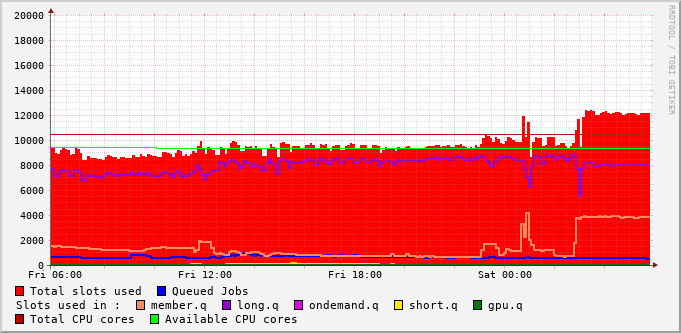 20000
18000
16000
14000
12000
10000
8000
6000
4000
2000
0
Fri 06:00 Fri 12:00 Fri 18:00 Sat 00:00
Total slots used Queued Jobs
Slots used in : member.q long.q ondemand.q short.q gpu.q
Total CPU cores Available CPU cores
RRDTOOL / TOBI OETIKER